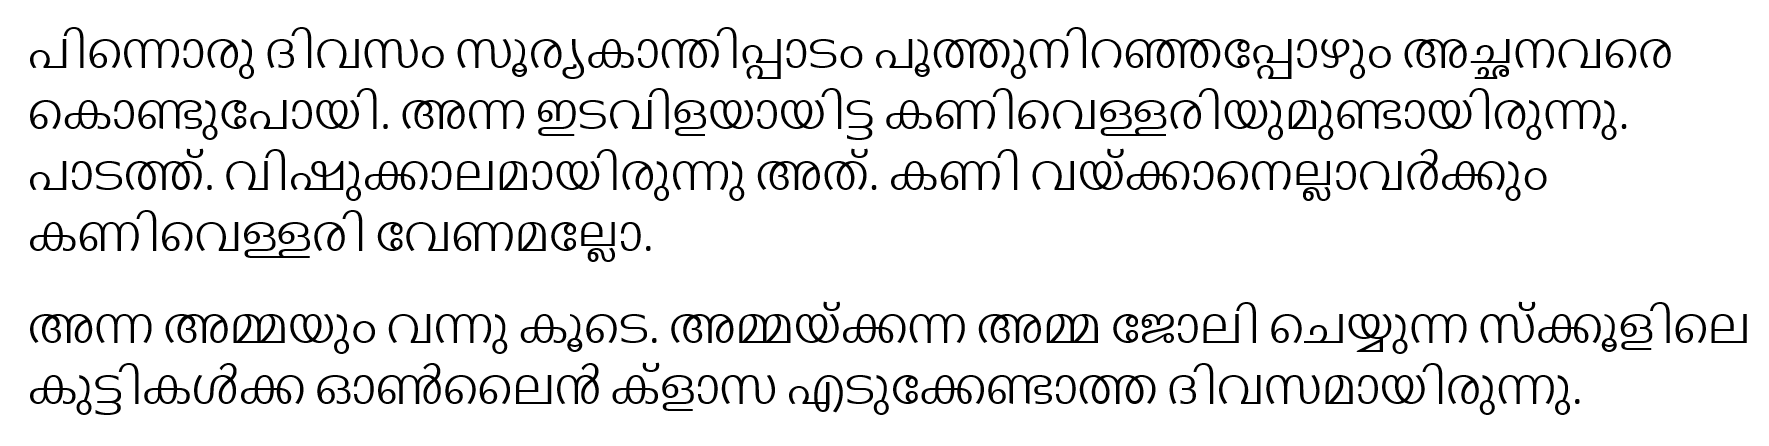 പിന്നൊരു ദിവസം സൂര്യകാന്തിപ്പാടം പൂത്തുനിറഞ്ഞപ്പോഴും അച്ഛനവരെ
കൊണ്ടുപോയി. അന്ന ഇടവിളയായിട്ട കണിവെള്ളരിയുമുണ്ടായിരുന്നു.
പാടത്ത്. വിഷുക്കാലമായിരുന്നു അത്. കണി വയ്ക്കാനെല്ലാവർക്കും
കണിവെള്ളരി വേണമല്ലോ.
അന്ന അമ്മയും വന്നു കൂടെ. അമ്മയ്ക്കന്ന അമ്മ ജോലി ചെയ്യുന്ന സ്ക്കൂളിലെ
കുട്ടികൾക്ക ഓൺലൈൻ ക്ളാസ എടുക്കേണ്ടാത്ത ദിവസമായിരുന്നു.